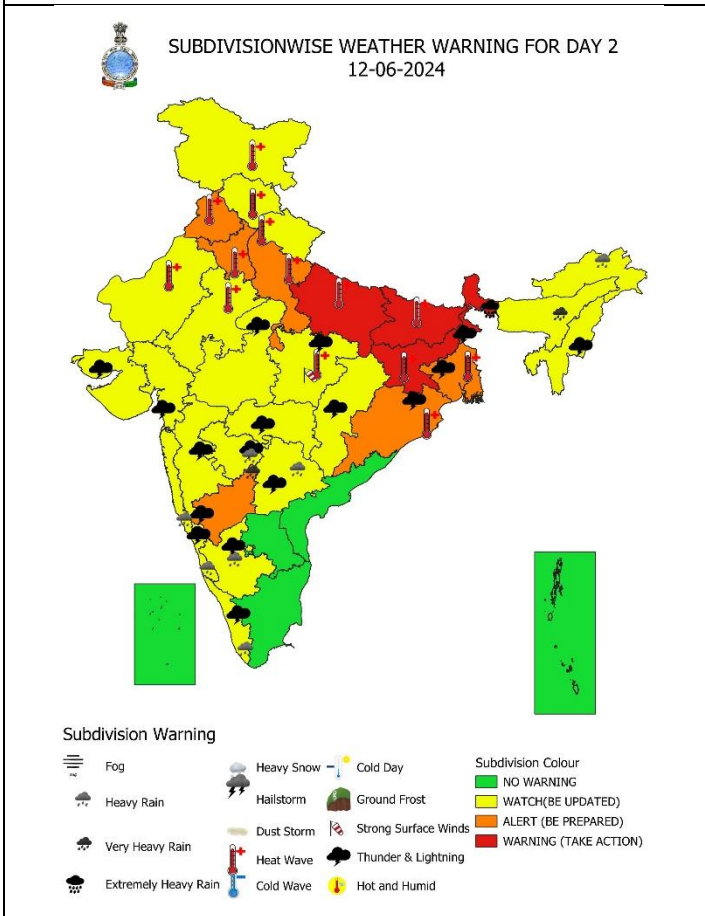 SUBDIVISIONWISE WEATHER WARNING FOR DAY 2
12-06-2024
Subdivision Warning
Fog
Heavy Rain
Very Heavy Rain
Extremely Heavy Rain
Heavy Snow
Hailstorm
Dust Storm
Heat Wave
Cold Wave
Cold Day
Ground Frost
Strong Surface Winds
Thunder & Lightning
Hot and Humid
Subdivision Colour
NO WARNING
WATCH(BE UPDATED)
ALERT (BE PREPARED)
WARNING (TAKE ACTION)